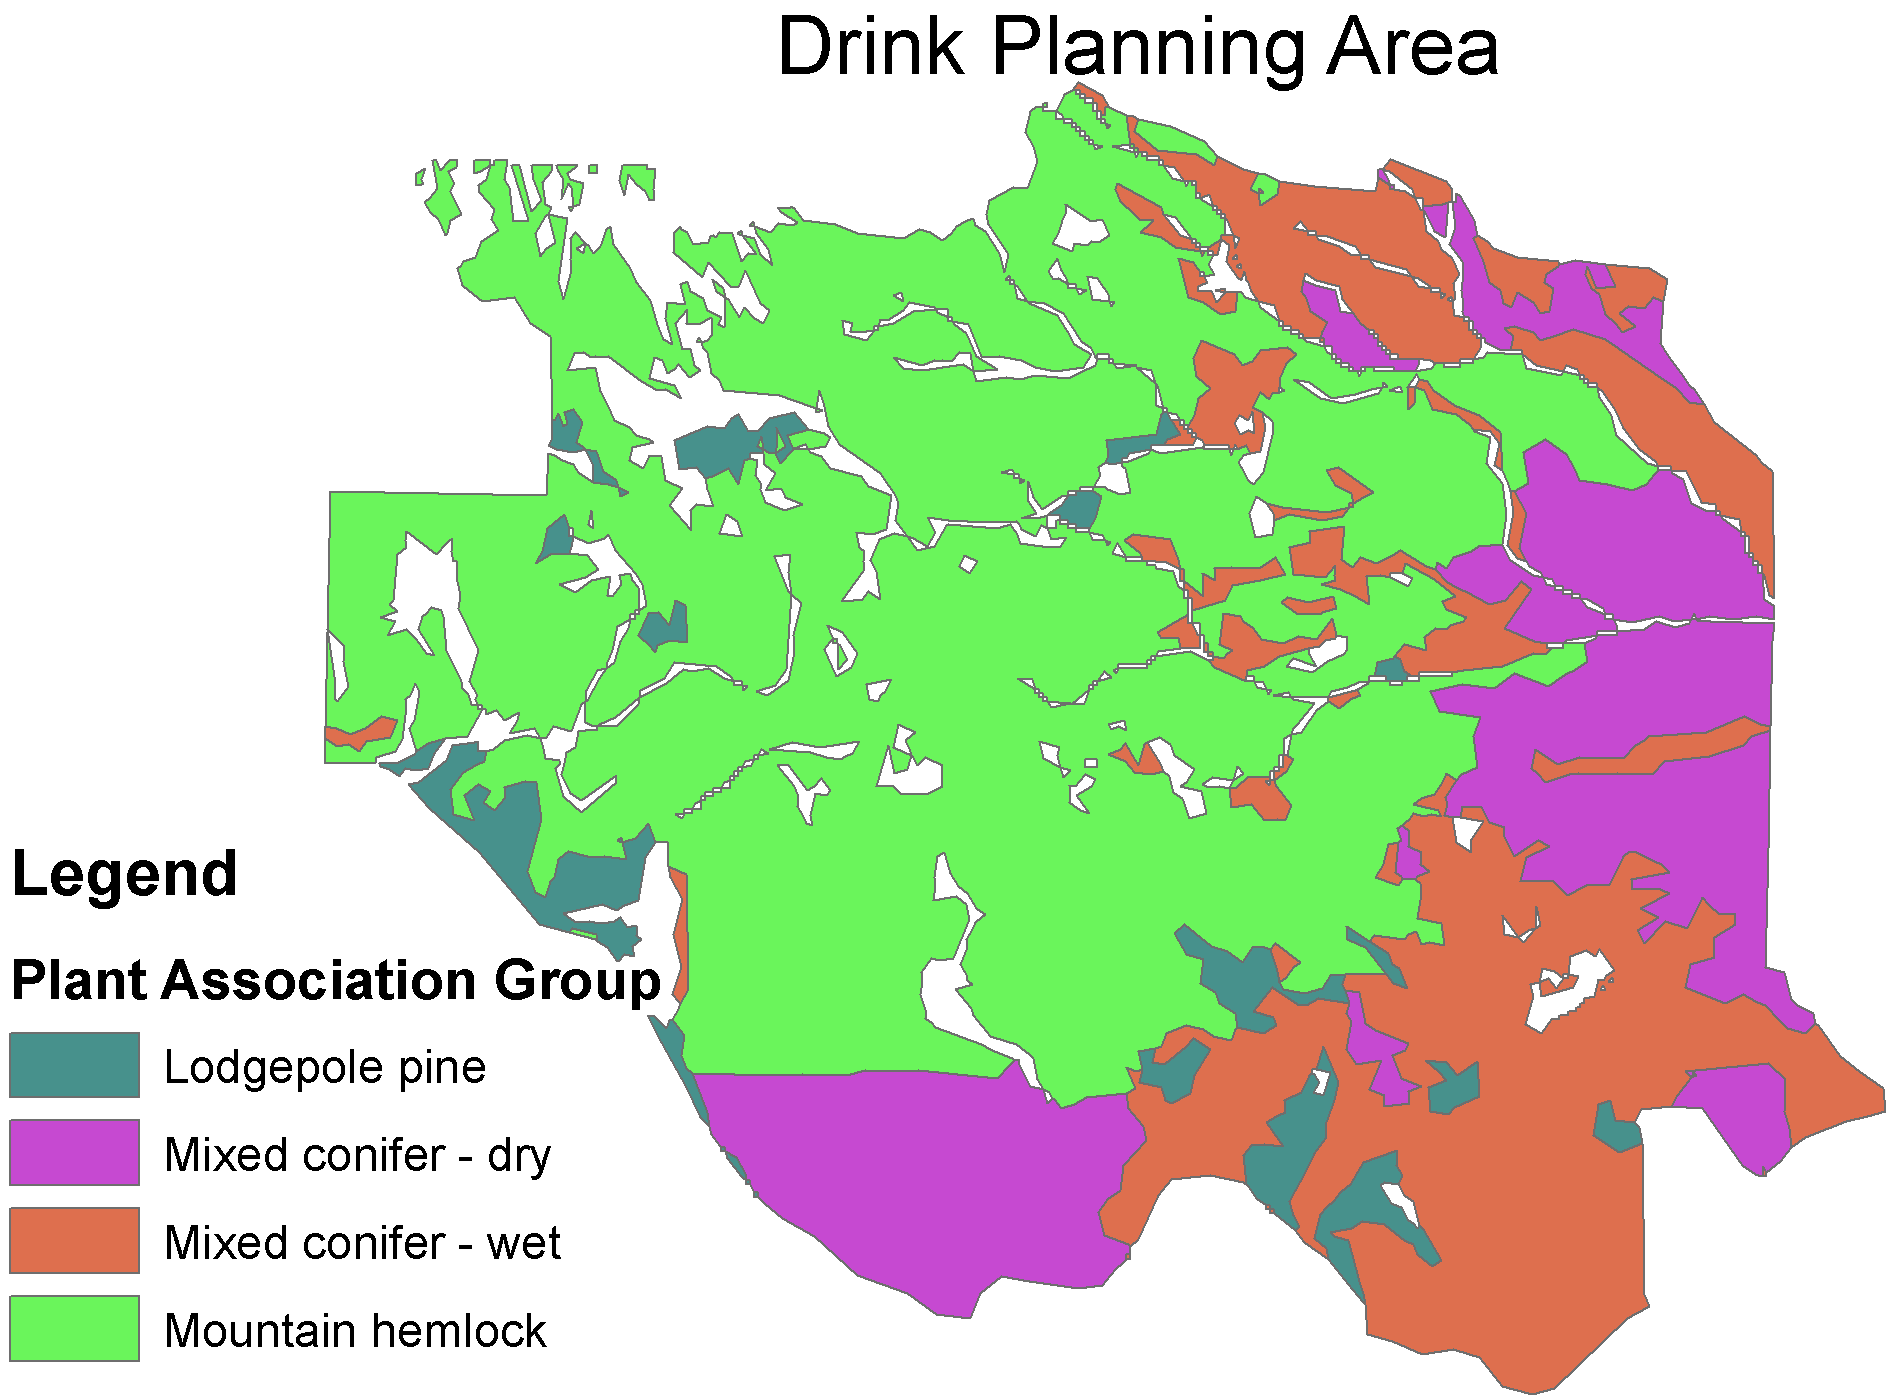 Drink Planning Area
Legend
Plant Association Group
Lodgepole pine
Mixed conifer - dry
Mixed conifer - wet
Mountain hemlock